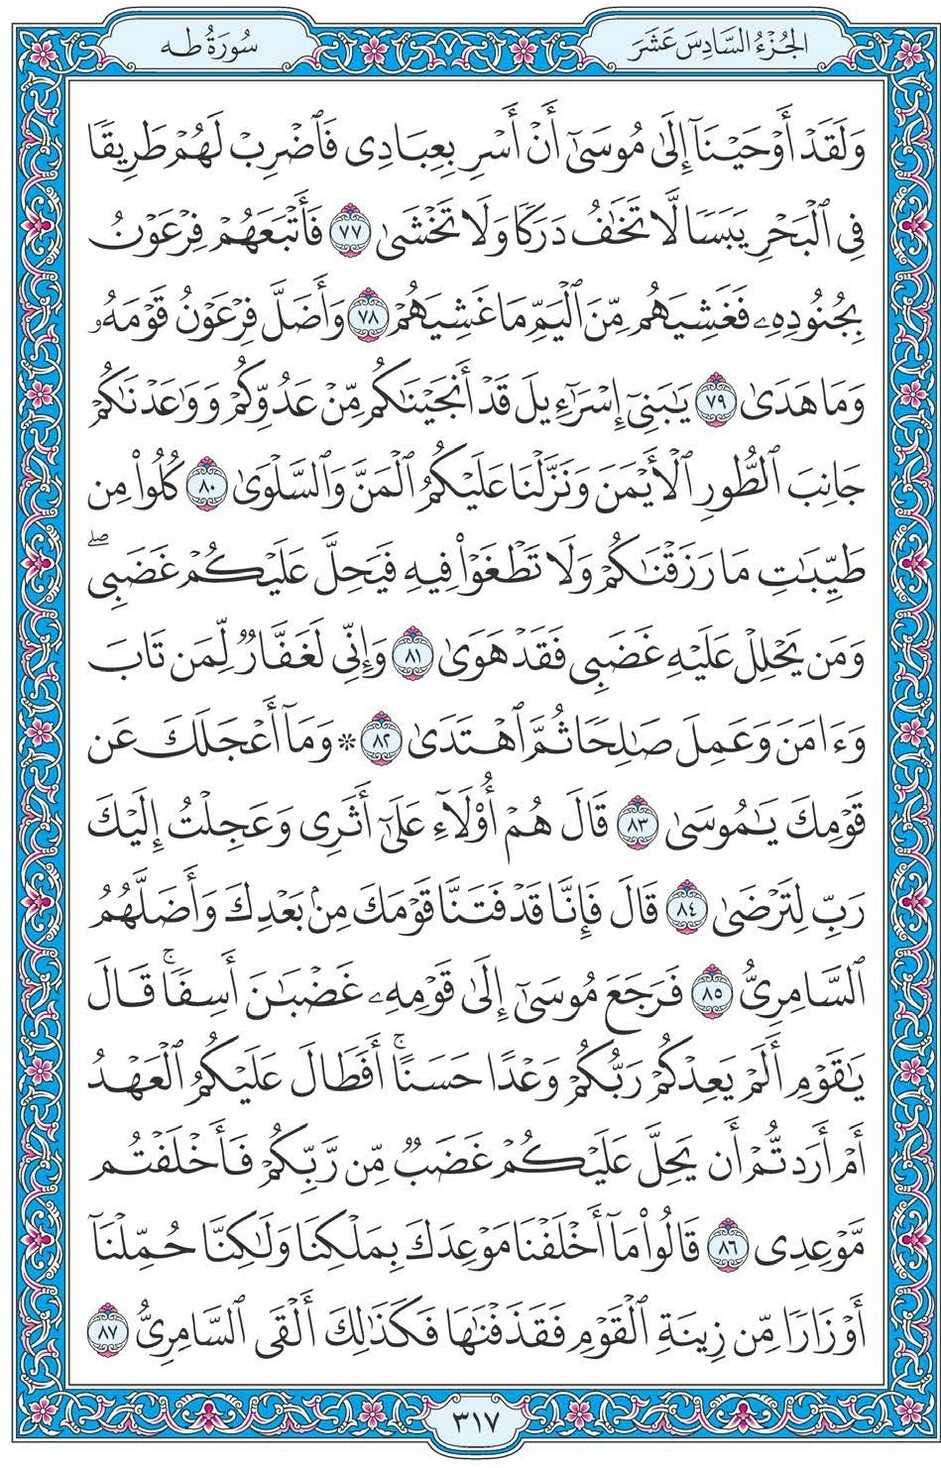 الجُزْءُ السَّادِسَ عَشَرَ
سُورَةُ طه
وَلَقَدْ أَوْحَيْنَآ إِلَىٰ مُوسَىٰٓ أَنْ أَسْرِ بِعِبَادِى فَٱضْرِبْ لَهُمْ طَرِيقًا
فِى ٱلْبَحْرِ يَبَسًا لَّا تَخَٰفُ دَرَكًا وَلَا تَخْشَىٰ ٧٧ فَأَتْبَعَهُمْ فِرْعَوْنُ
بِجُنُودِهِۦ فَغَشِيَهُم مِّنَ ٱلْيَمِّ مَا غَشِيَهُمْ ٧٨ وَأَضَلَّ فِرْعَوْنُ قَوْمَهُۥ
وَمَا هَدَىٰ ٧٩ يَٰبَنِىٓ إِسْرَٰٓءِيلَ قَدْ أَنجَيْنَٰكُم مِّنْ عَدُوِّكُمْ وَوَٰعَدْنَٰكُمْ
جَانِبَ ٱلطُّورِ ٱلْأَيْمَنَ وَنَزَّلْنَا عَلَيْكُمُ ٱلْمَنَّ وَٱلسَّلْوَىٰ ٨٠ كُلُوا۟ مِن
طَيِّبَٰتِ مَا رَزَقْنَٰكُمْ وَلَا تَطْغَوْا۟ فِيهِ فَيَحِلَّ عَلَيْكُمْ غَضَبِى ۖ
وَمَن يَحْلِلْ عَلَيْهِ غَضَبِى فَقَدْ هَوَىٰ ٨١ وَإِنِّى لَغَفَّارٌ لِّمَن تَابَ
وَءَامَنَ وَعَمِلَ صَٰلِحًا ثُمَّ ٱهْتَدَىٰ ٨٢ * وَمَآ أَعْجَلَكَ عَن
قَوْمِكَ يَٰمُوسَىٰ ٨٣ قَالَ هُمْ أُو۟لَآءِ عَلَىٰٓ أَثَرِى وَعَجِلْتُ إِلَيْكَ
رَبِّ لِتَرْضَىٰ ٨٤ قَالَ فَإِنَّا قَدْ فَتَنَّا قَوْمَكَ مِنۢ بَعْدِكَ وَأَضَلَّهُمُ
ٱلسَّامِرِىُّ ٨٥ فَرَجَعَ مُوسَىٰٓ إِلَىٰ قَوْمِهِۦ غَضْبَٰنَ أَسِفًا ۚ قَالَ
يَٰقَوْمِ أَلَمْ يَعِدْكُمْ رَبُّكُمْ وَعْدًا حَسَنًا ۚ أَفَطَالَ عَلَيْكُمُ ٱلْعَهْدُ
أَمْ أَرَدتُّمْ أَن يَحِلَّ عَلَيْكُمْ غَضَبٌ مِّن رَّبِّكُمْ فَأَخْلَفْتُم
مَّوْعِدِى ٨٦ قَالُوا۟ مَآ أَخْلَفْنَا مَوْعِدَكَ بِمَلْكِنَا وَلَٰكِنَّا حُمِّلْنَآ
أَوْزَارًا مِّن زِينَةِ ٱلْقَوْمِ فَقَذَفْنَٰهَا فَكَذَٰلِكَ أَلْقَى ٱلسَّامِرِىُّ ٨٧
٣١٧